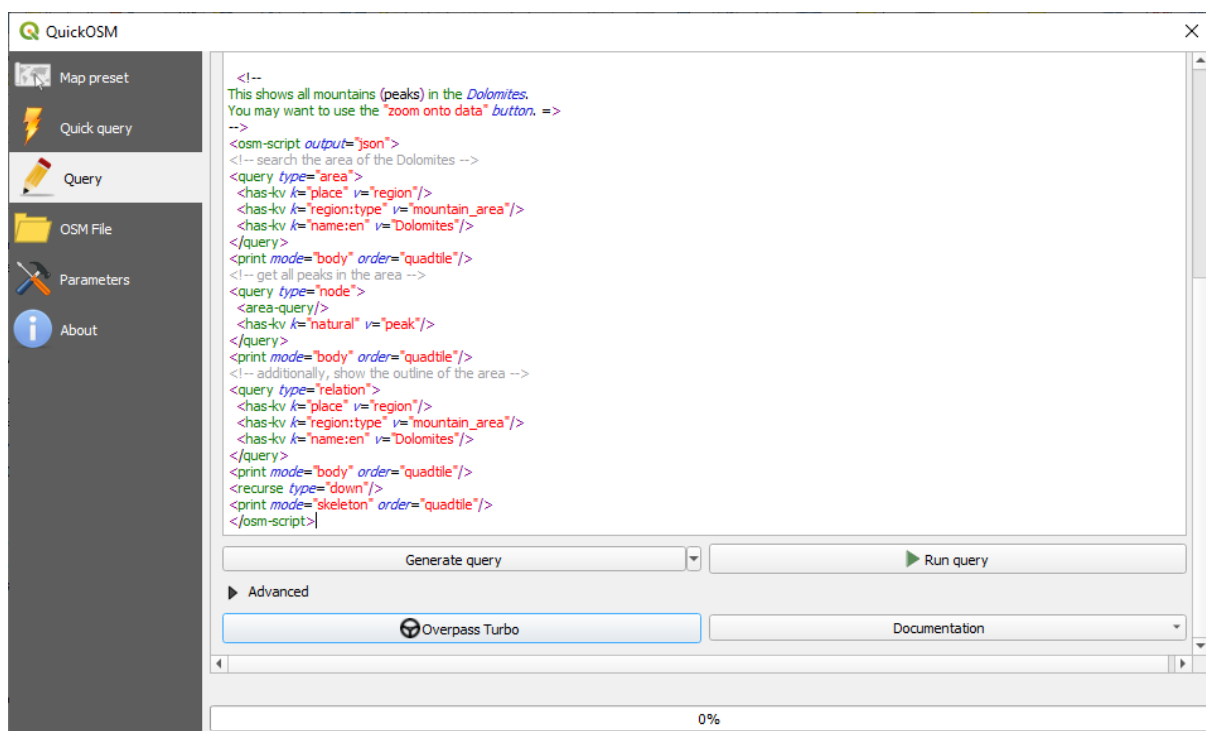 QuickOSM
Map preset
Quick query
Query
OSM File
Parameters
About
<!--
This shows all mountains (peaks) in the Dolomites.
You may want to use the "zoom onto data" button. =>
-->
<osm-script output="json">
<!-- search the area of the Dolomites -->
<query type="area">
<has-kv k="place" v="region"/>
<has-kv k="region:type" v="mountain_area"/>
<has-kv k="name:en" v="Dolomites"/>
</query>
<print mode="body" order="quadtile"/>
<!-- get all peaks in the area -->
<query type="node">
<area-query/>
<has-kv k="natural" v="peak"/>
</query>
<print mode="body" order="quadtile"/>
<!-- additionally, show the outline of the area -->
<query type="relation">
<has-kv k="place" v="region"/>
<has-kv k="region:type" v="mountain_area"/>
<has-kv k="name:en" v="Dolomites"/>
</query>
<print mode="body" order="quadtile"/>
<recurse type="down"/>
<print mode="skeleton" order="quadtile"/>
</osm-script>
Generate query
Run query
Advanced
Overpass Turbo
Documentation
0%